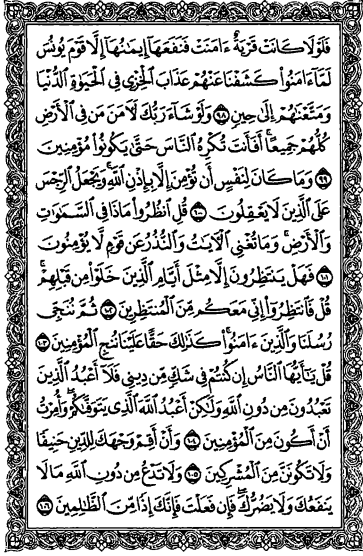 فَلَوْلَا كَانَتْ قَرْيَةٌ ءَامَنَتْ فَنَفَعَهَآ إِيمَٰنُهَآ إِلَّا قَوْمَ يُونُسَ
لَمَّآ ءَامَنُوا۟ كَشَفْنَا عَنْهُمْ عَذَابَ ٱلْخِزْىِ فِى ٱلْحَيَوٰةِ ٱلدُّنْيَا
وَمَتَّعْنَٰهُمْ إِلَىٰ حِينٍ ٩٨ وَلَوْ شَآءَ رَبُّكَ لَـَٔامَنَ مَن فِى ٱلْأَرْضِ
كُلُّهُمْ جَمِيعًا ۚ أَفَأَنتَ تُكْرِهُ ٱلنَّاسَ حَتَّىٰ يَكُونُوا۟ مُؤْمِنِينَ
٩٩ وَمَا كَانَ لِنَفْسٍ أَن تُؤْمِنَ إِلَّا بِإِذْنِ ٱللَّهِ ۚ وَيَجْعَلُ ٱلرِّجْسَ
عَلَى ٱلَّذِينَ لَا يَعْقِلُونَ ١٠٠ قُلِ ٱنظُرُوا۟ مَاذَا فِى ٱلسَّمَٰوَٰتِ
وَٱلْأَرْضِ ۚ وَمَا تُغْنِى ٱلْـَٔايَٰتُ وَٱلنُّذُرُ عَن قَوْمٍ لَّا يُؤْمِنُونَ
١٠١ فَهَلْ يَنتَظِرُونَ إِلَّا مِثْلَ أَيَّامِ ٱلَّذِينَ خَلَوْا۟ مِن قَبْلِهِمْ ۚ
قُلْ فَٱنتَظِرُوٓا۟ إِنِّى مَعَكُم مِّنَ ٱلْمُنتَظِرِينَ ١٠٢ ثُمَّ نُنَجِّى
رُسُلَنَا وَٱلَّذِينَ ءَامَنُوا۟ ۚ كَذَٰلِكَ حَقًّا عَلَيْنَا نُنجِ ٱلْمُؤْمِنِينَ ١٠٣
قُلْ يَٰٓأَيُّهَا ٱلنَّاسُ إِن كُنتُمْ فِى شَكٍّ مِّن دِينِى فَلَآ أَعْبُدُ ٱلَّذِينَ
تَعْبُدُونَ مِن دُونِ ٱللَّهِ وَلَٰكِنْ أَعْبُدُ ٱللَّهَ ٱلَّذِى يَتَوَفَّىٰكُمْ ۖ وَأُمِرْتُ
أَنْ أَكُونَ مِنَ ٱلْمُؤْمِنِينَ ١٠٤ وَأَنْ أَقِمْ وَجْهَكَ لِلدِّينِ حَنِيفًا
وَلَا تَكُونَنَّ مِنَ ٱلْمُشْرِكِينَ ١٠٥ وَلَا تَدْعُ مِن دُونِ ٱللَّهِ مَا لَا
يَنفَعُكَ وَلَا يَضُرُّكَ ۖ فَإِن فَعَلْتَ فَإِنَّكَ إِذًا مِّنَ ٱلظَّٰلِمِينَ ١٠٦